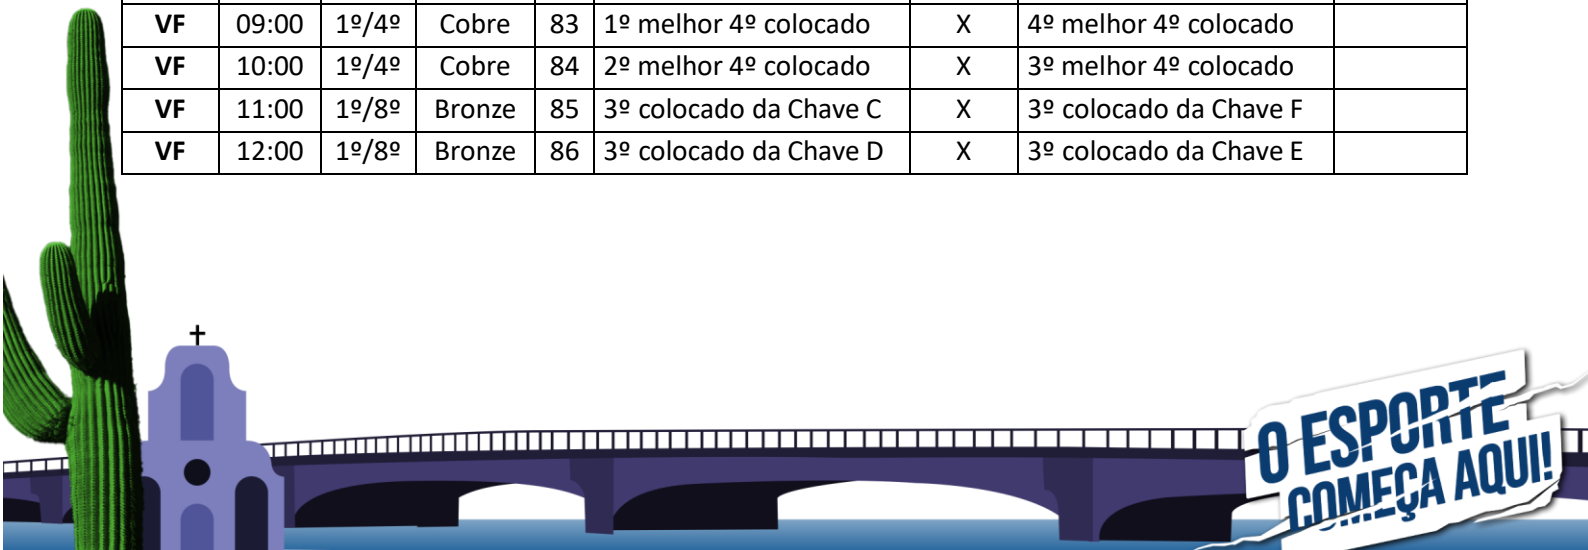 VF 09:00 1º/4º Cobre 83 1º melhor 4º colocado X 4º melhor 4º colocado
VF 10:00 1º/4º Cobre 84 2º melhor 4º colocado X 3º melhor 4º colocado
VF 11:00 1º/8º Bronze 85 3º colocado da Chave C X 3º colocado da Chave F
VF 12:00 1º/8º Bronze 86 3º colocado da Chave D X 3º colocado da Chave E
O ESPORTE
COMEÇA AQUI!